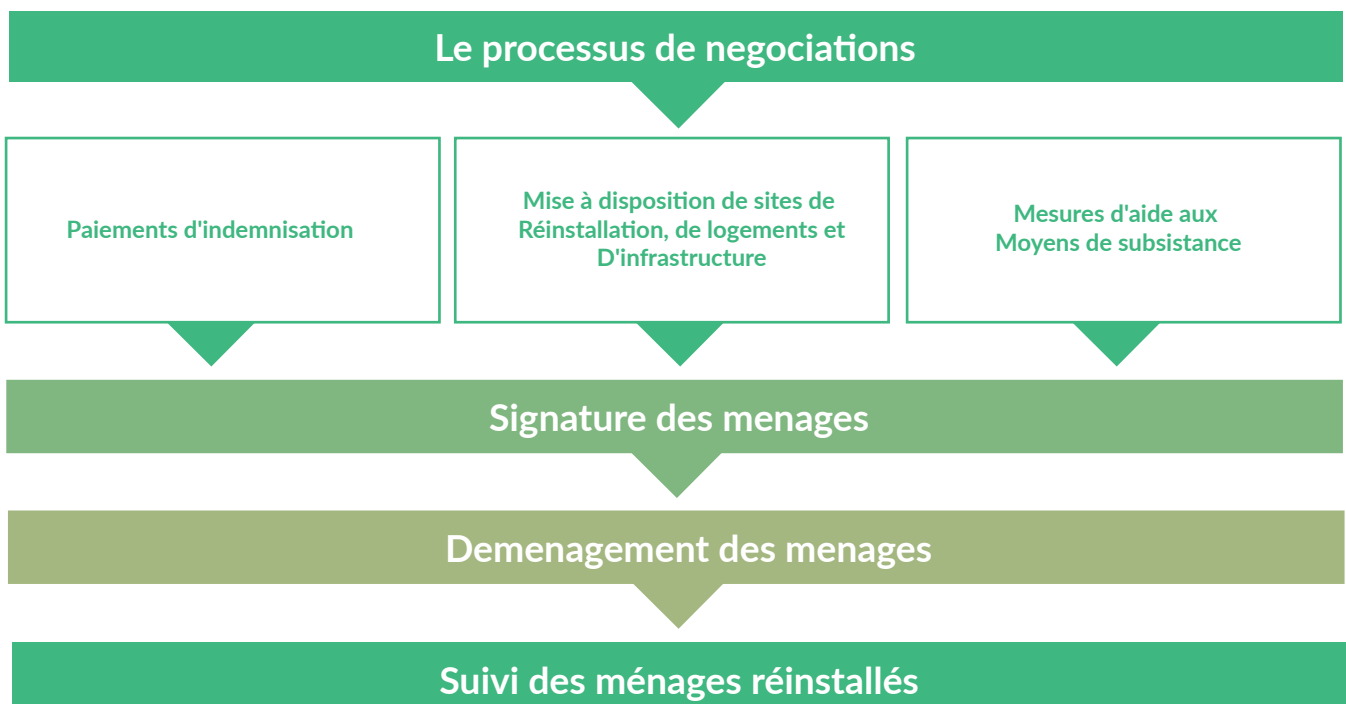 Le processus de negociations
Paiements d'indemnisation
Mise à disposition de sites de
Réinstallation, de logements et
D'infrastructure
Mesures d'aide aux
Moyens de subsistance
Signature des menages
Demenagement des menages
Suivi des ménages réinstallés